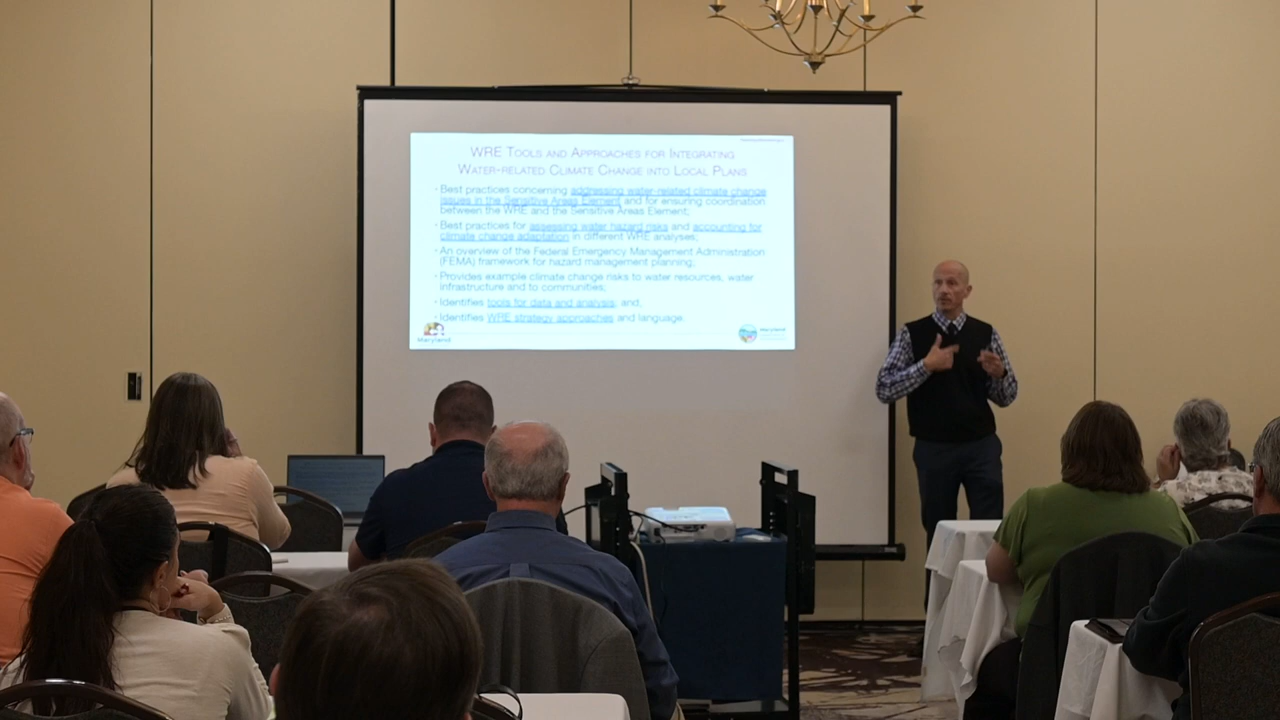 WRE TOOLS AND APPROACHES FOR INTEGRATING
WATER-RELATED CLIMATE CHANGE INTO LOCAL PLANS
• Best practices concerning addressing water-related climate change
issues in the Sensitive Areas Element and for ensuring coordination
between the WRE and the Sensitive Areas Element;
• Best practices for assessing water hazard risks and accounting for
climate change adaptation in different WRE analyses;
• An overview of the Federal Emergency Management Administration
(FEMA) framework for hazard management planning;
• Provides example climate change risks to water resources, water
infrastructure and to communities;
• Identifies tools for data and analysis; and,
• Identifies WRE strategy approaches and language.
Maryland
Maryland